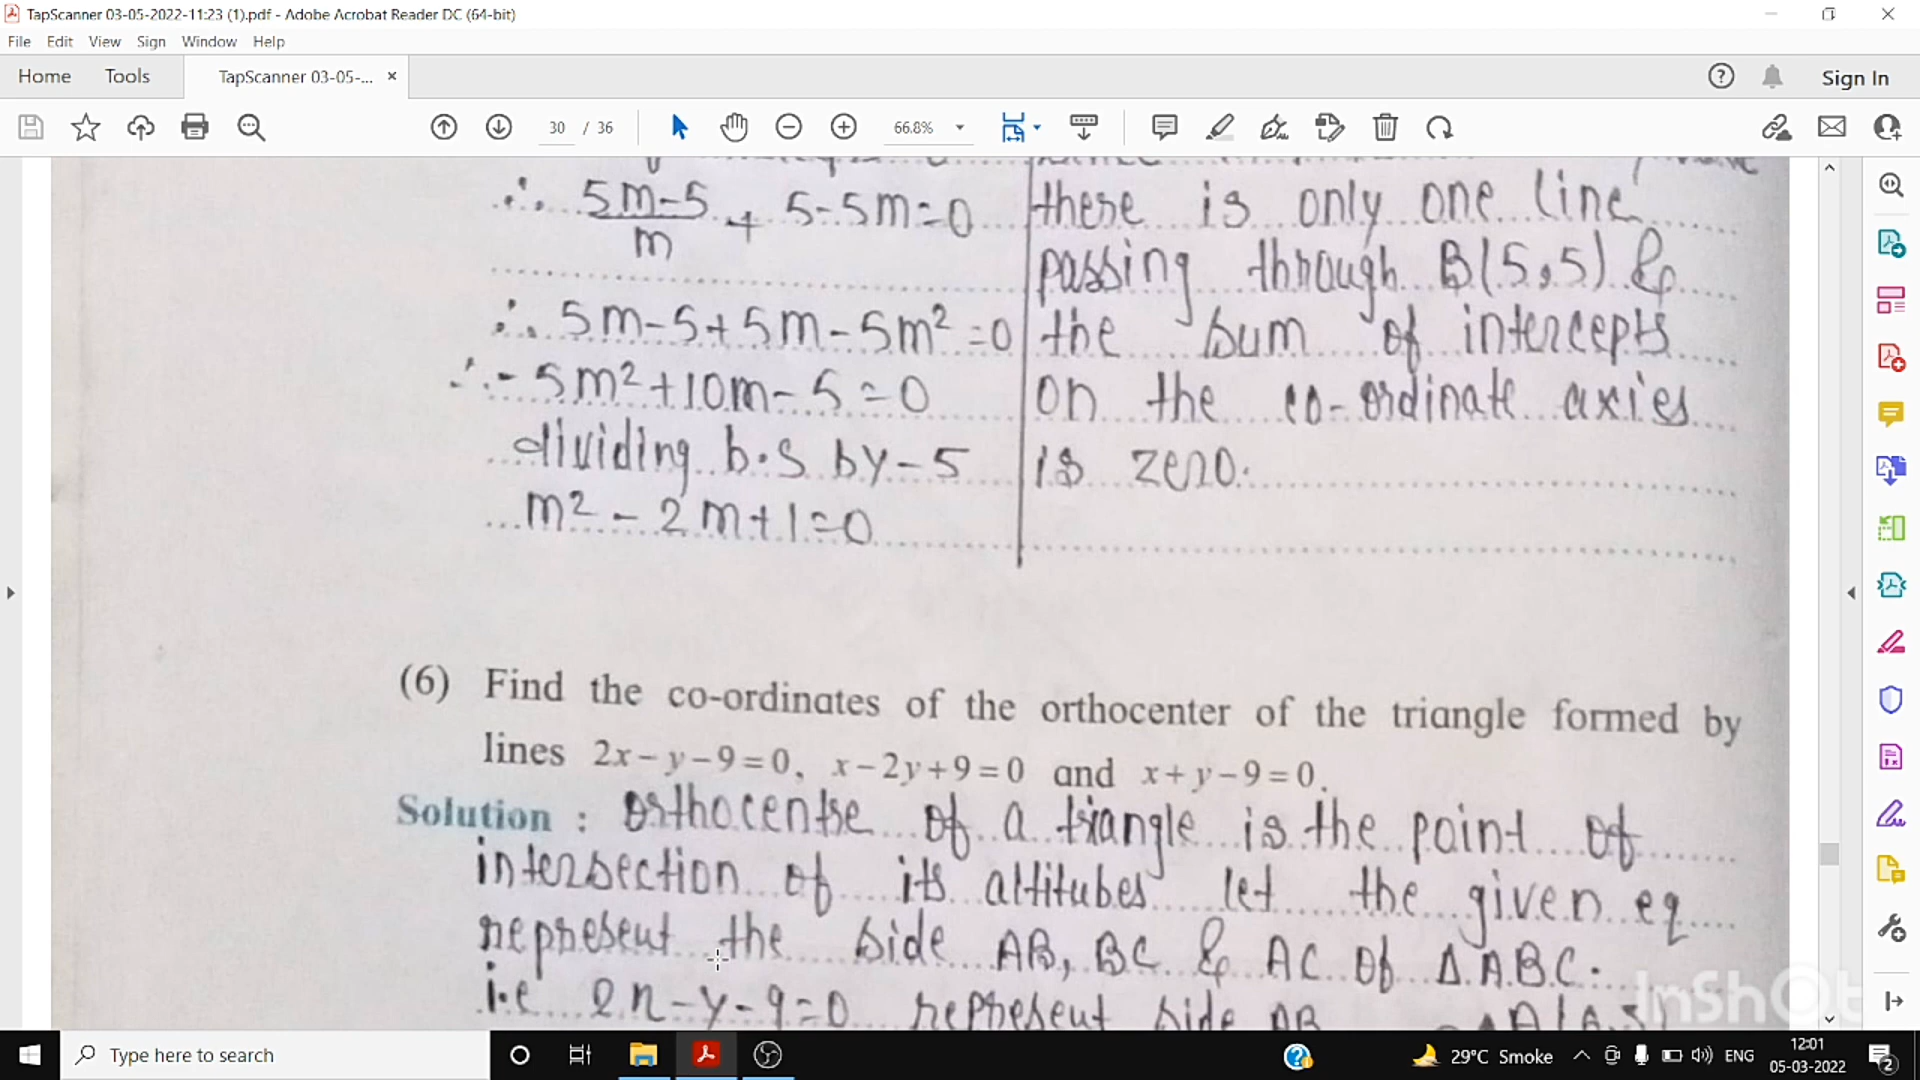 TapScanner 03-05-2022-11:23 (1).pdf - Adobe Acrobat Reader DC (64-bit)
File Edit View Sign Window Help
Home Tools TapScanner 03-05-... × Sign In
30 / 36 66.8%
∴ 5m-5/m + 5-5m=0
∴ 5m-5+5m-5m²=0
∴ -5m²+10m-5=0
dividing b.s by -5
m²-2m+1=0
there is only one line
passing through B(5,5) &
the sum of intercepts
on the co-ordinate axies
is zero.
(6) Find the co-ordinates of the orthocenter of the triangle formed by
lines 2x-y-9=0, x-2y+9=0 and x+y-9=0.
Solution : Orthocentre of a triangle is the point of
intersection of its altitubes let the given eq
represeut the side AB, BC & AC of ΔABC.
i.e 2x-y-9=0 represeut side AB
InShOt
Type here to search
29°C Smoke ENG 12:01
05-03-2022
2